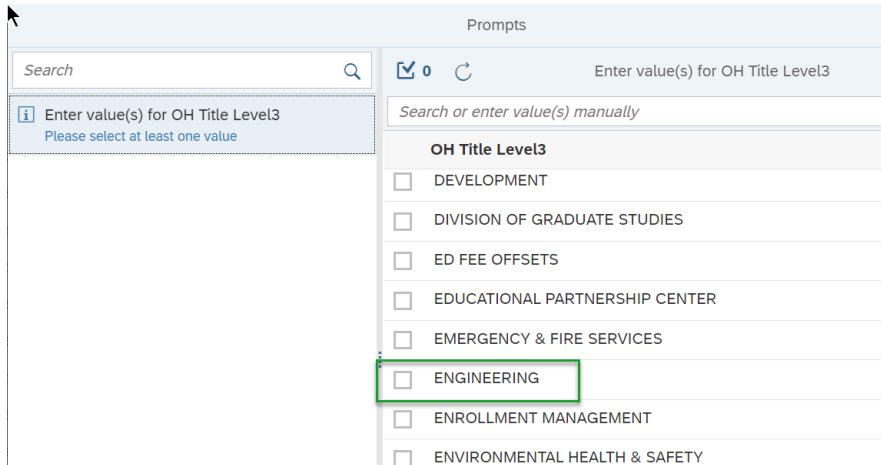 Prompts
Search
Enter value(s) for OH Title Level3
Please select at least one value
0
Enter value(s) for OH Title Level3
Search or enter value(s) manually
OH Title Level3
DEVELOPMENT
DIVISION OF GRADUATE STUDIES
ED FEE OFFSETS
EDUCATIONAL PARTNERSHIP CENTER
EMERGENCY & FIRE SERVICES
ENGINEERING
ENROLLMENT MANAGEMENT
ENVIRONMENTAL HEALTH & SAFETY